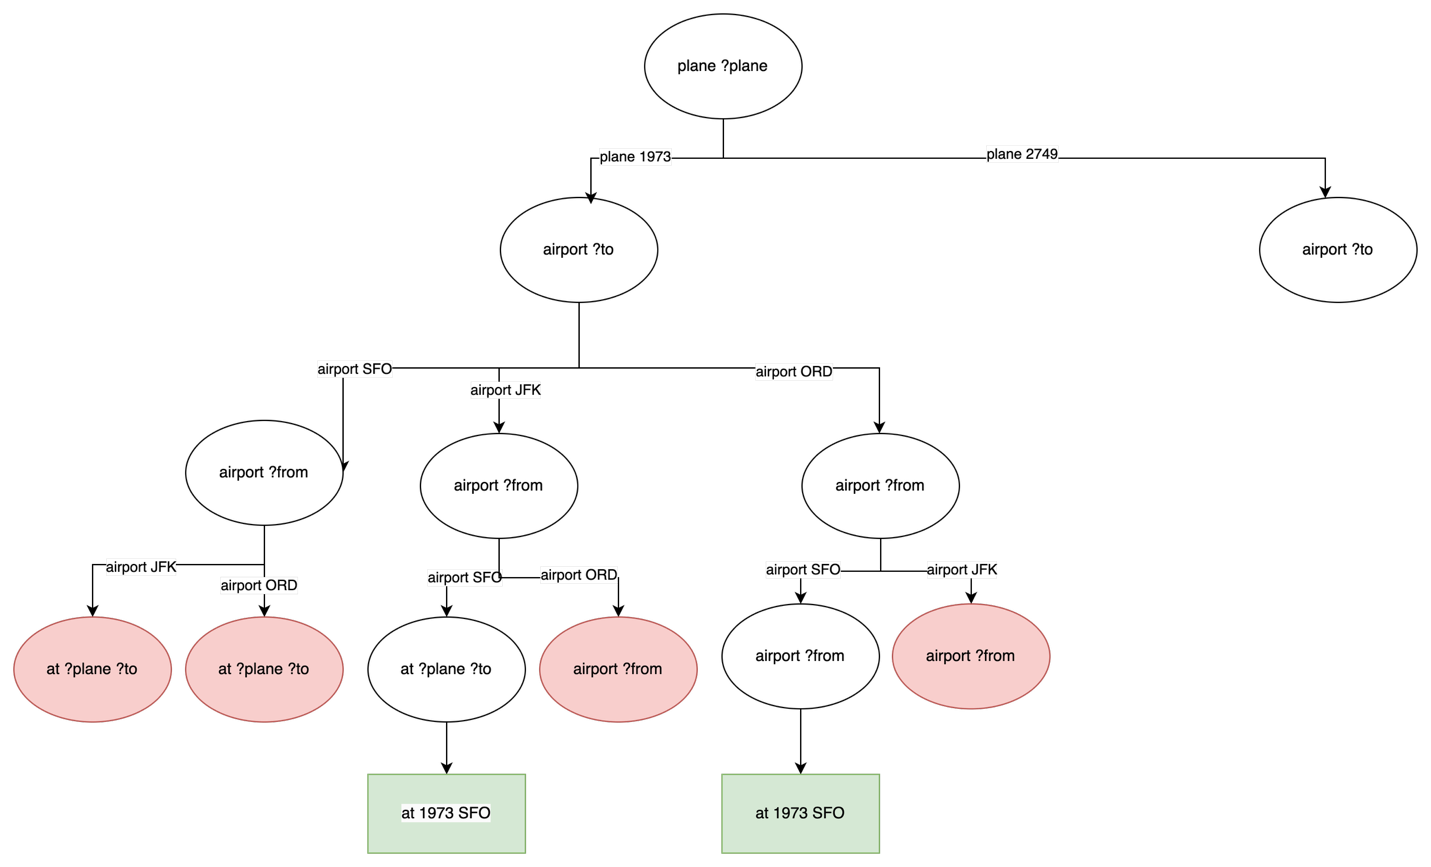 plane ?plane
plane 1973
plane 2749
airport ?to
airport ?to
airport SFO
airport JFK
airport ORD
airport ?from
airport ?from
airport ?from
airport JFK
airport ORD
airport SFO
airport ORD
airport SFO
airport JFK
at ?plane ?to
at ?plane ?to
at ?plane ?to
airport ?from
airport ?from
airport ?from
at 1973 SFO
at 1973 SFO